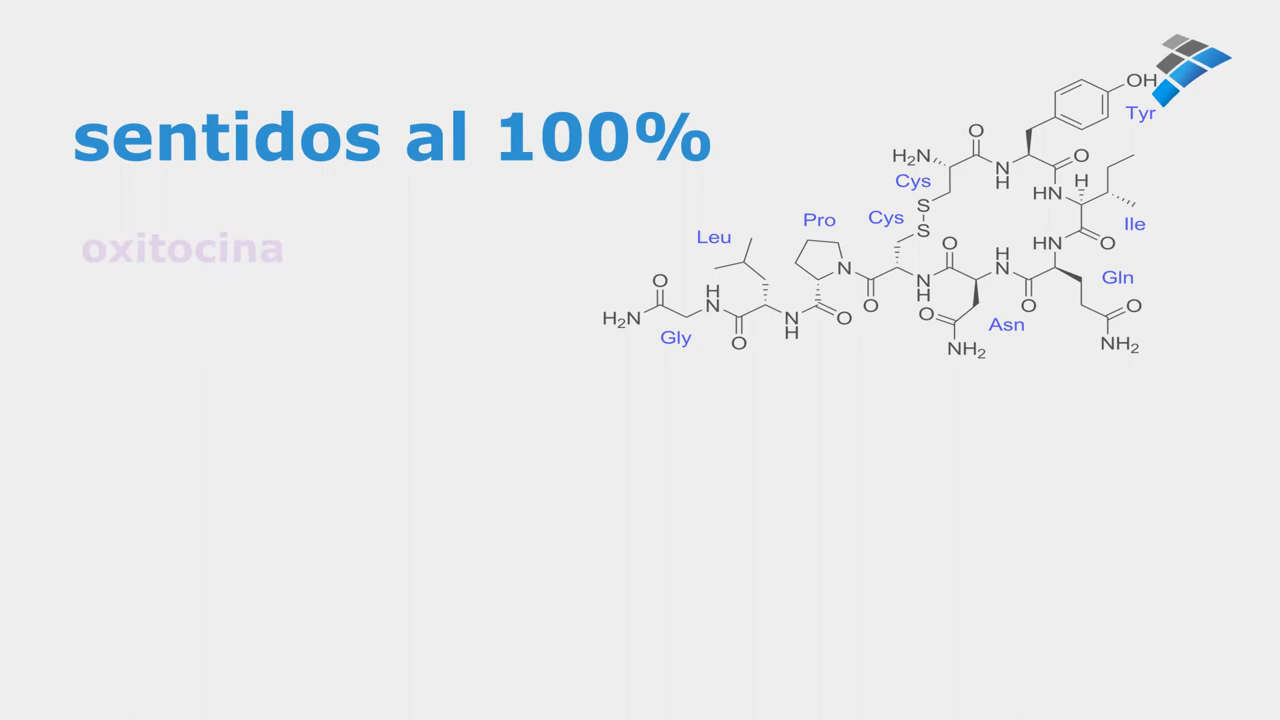 sentidos al 100%
oxitocina
OH
Tyr
O
H₂N
N
H
O
HN
H
Cys
S
S
Cys
Ile
Pro
Leu
O
HN
O
H
N
Gln
N
O
N
H
O
O
H
N
O
O
O
H₂N
N
H
O
Asn
Gly
O
NH₂
NH₂